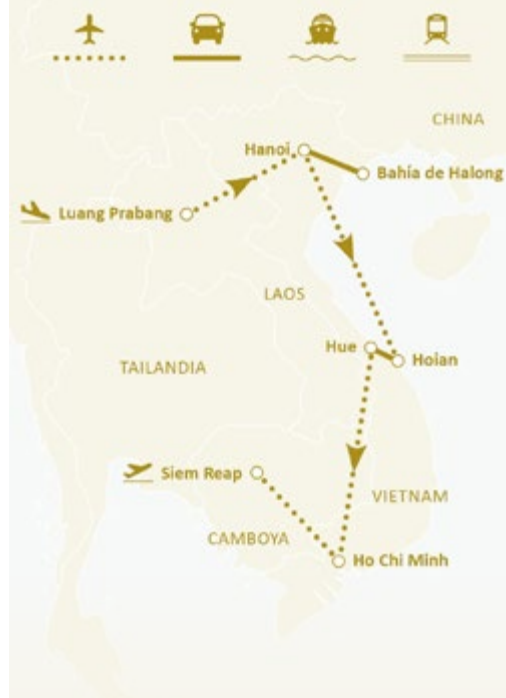 CHINA
Hanoi
Bahía de Halong
Luang Prabang
LAOS
Hue
Hoian
TAILANDIA
Siem Reap
VIETNAM
CAMBOYA
Ho Chi Minh